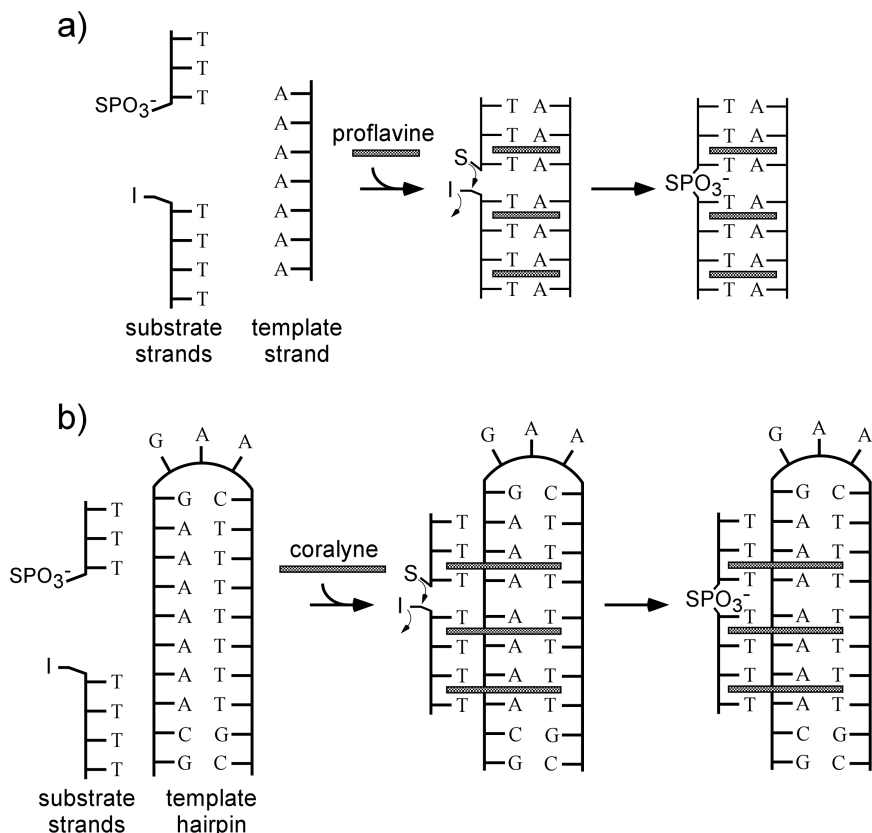 a)
T
T
T
SPO₃⁻
I
T
T
T
T
substrate
strands
A
A
A
A
A
A
A
template
strand
proflavine
T A
T A
S
T A
I
T A
T A
T A
T A
T A
T A
T A
SPO₃⁻
T A
T A
T A
T A
b)
T
T
T
SPO₃⁻
I
T
T
T
T
substrate
strands
G A A
G C
A T
A T
A T
A T
A T
A T
A T
C G
G C
template
hairpin
coralyne
G A A
G C
T A T
T A T
S
T A T
I
T A T
T A T
T A T
T A T
C G
G C
G A A
G C
T A T
T A T
T A T
SPO₃⁻
T A T
T A T
T A T
T A T
C G
G C